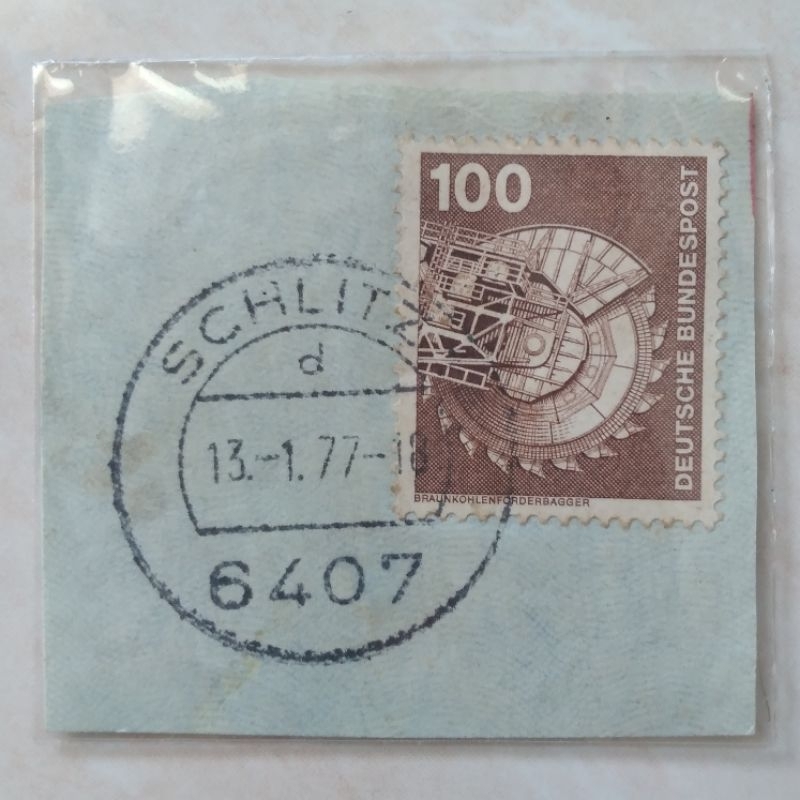 100
DEUTSCHE BUNDESPOST
BRAUNKOHLENFÖRDERBAGGER
SCHLITZ
d
13.-1.77-18
6407